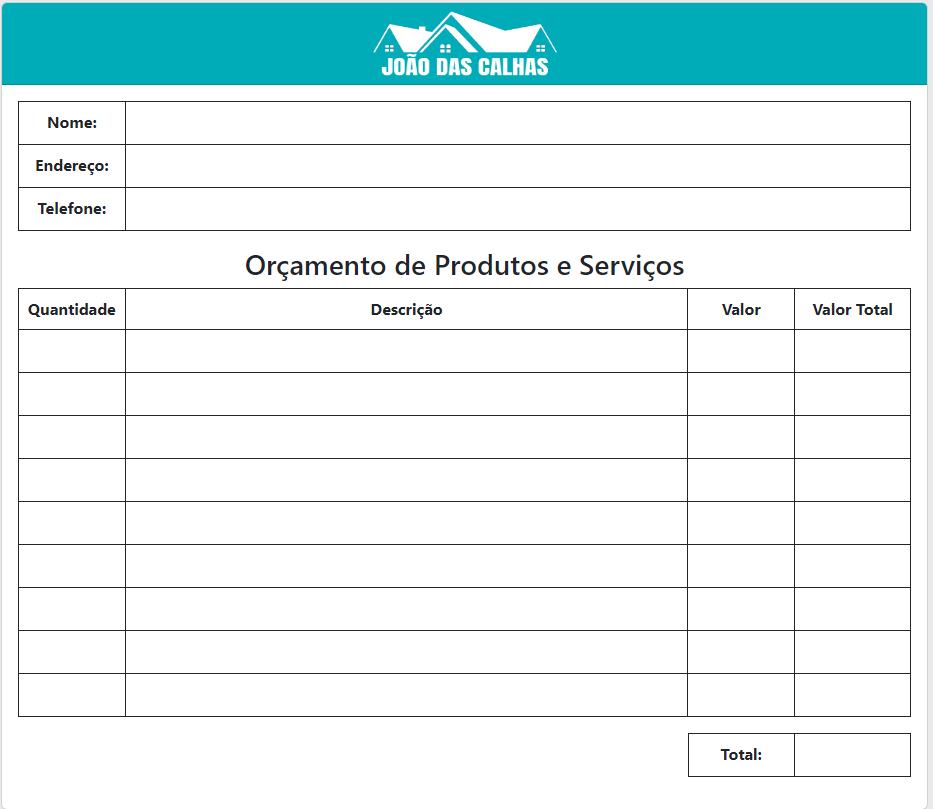 JOÃO DAS CALHAS
Nome:
Endereço:
Telefone:
Orçamento de Produtos e Serviços
Quantidade Descrição Valor Valor Total
Total: